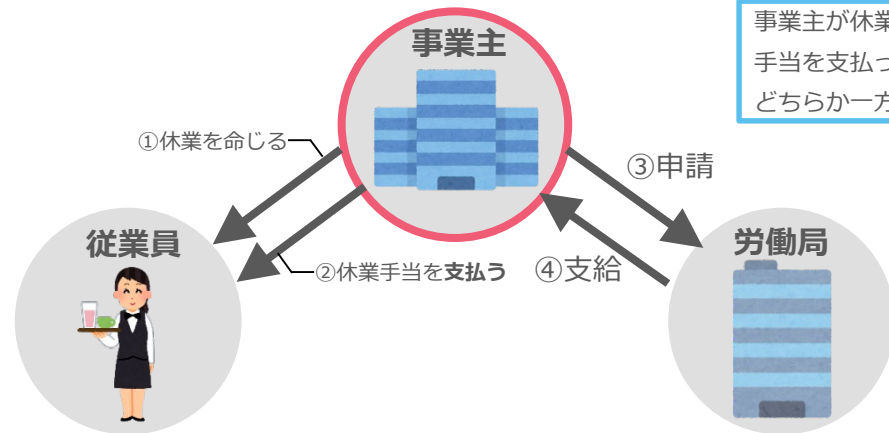 事業主
事業主が休業
手当を支払っ
どちらか一方
①休業を命じる
③申請
従業員
労働局
②休業手当を支払う
④支給